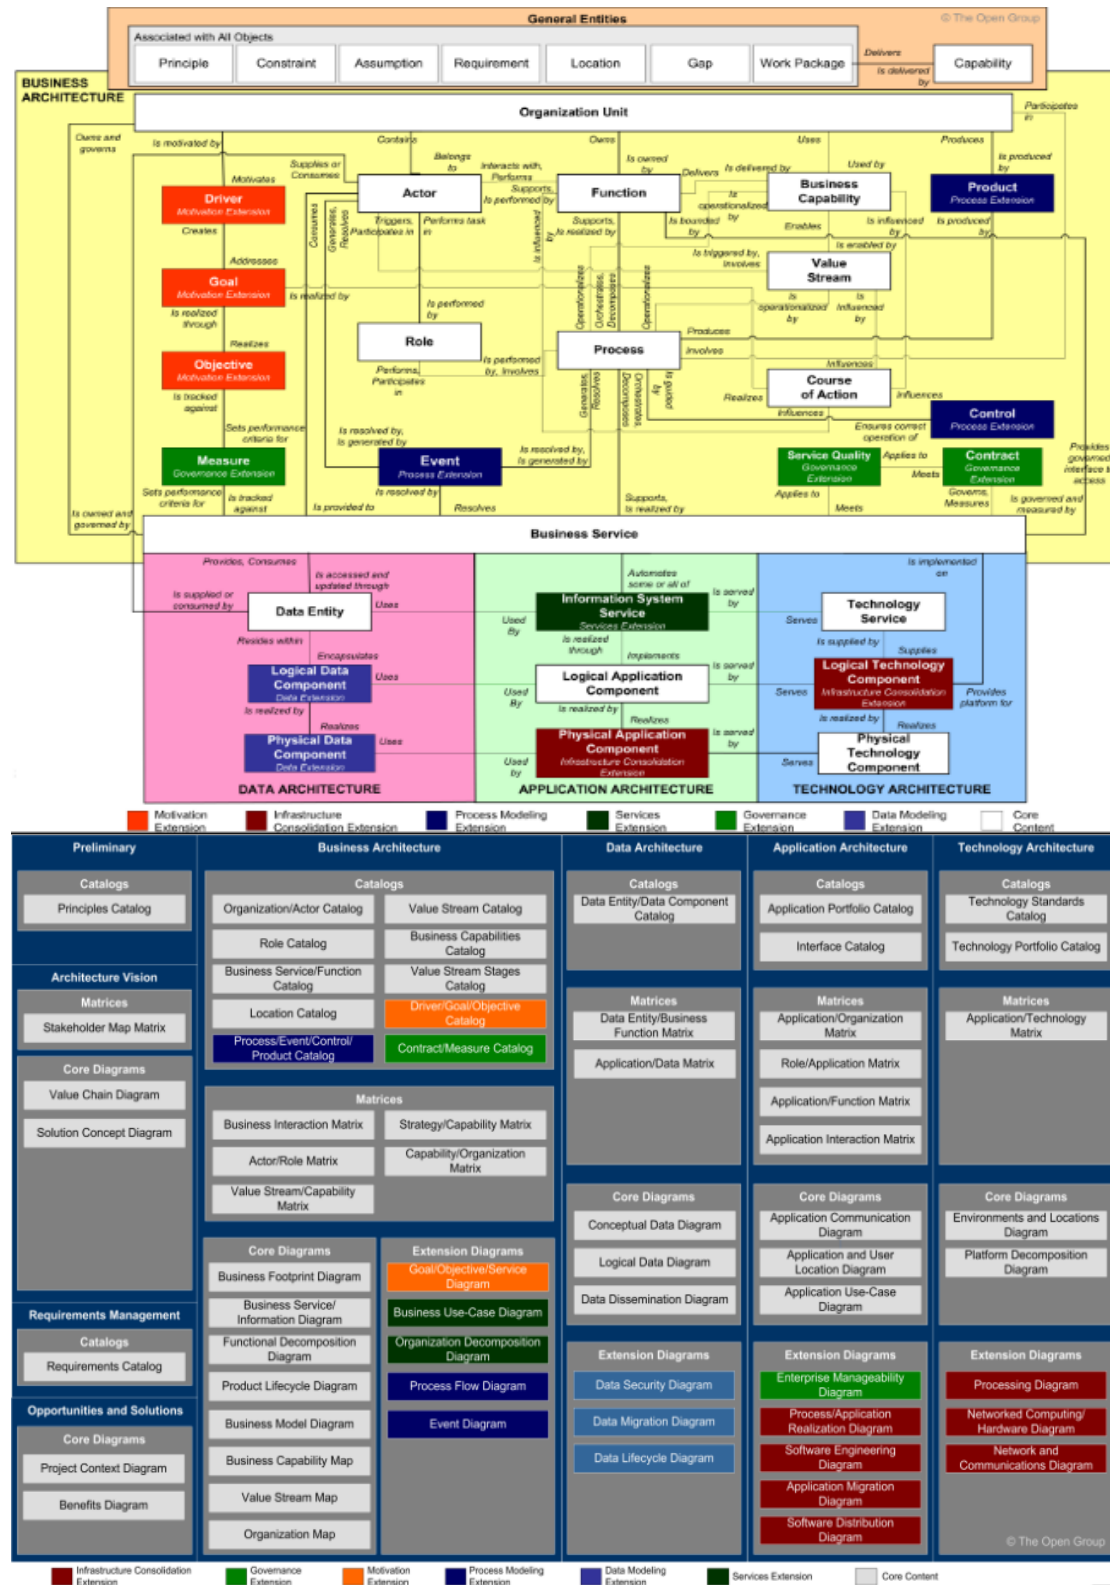 General Entities
© The Open Group
Associated with All Objects
Principle
Constraint
Assumption
Requirement
Location
Gap
Work Package
Delivers
Is delivered
by
Capability
BUSINESS
ARCHITECTURE
Organization Unit
Participates
in
Owns and
governs
Is motivated by
Contains
Owns
Uses
Produces
Supplies or
Consumes
Belongs
to
Interacts with,
Performs
Is owned
by
Delivers
Is delivered by
Used by
Is produced
by
Motivates
Driver
Motivation Extension
Creates
Actor
Supports,
Is performed by
Function
Is
operationalized
by
Business
Capability
Product
Process Extension
Consumes
Generates,
Resolves
Triggers,
Participates in
Performs task
in
Is influenced
by
Supports,
Is realized by
Is bounded
by
Enables
Is influenced
by
Is produced
by
Is enabled by
Addresses
Goal
Motivation Extension
Is realized by
Is triggered by,
Involves
Value
Stream
Is realized
through
Operationalizes
Orchestrates,
Decomposes
Operationalizes
Is
operationalized
by
Is
Influenced
by
Is performed
by
Realizes
Role
Process
Produces
Involves
Objective
Motivation Extension
Performs,
Participates
in
Is performed
by, Involves
Generates,
Resolves
Orchestrates,
Decomposes
Is guided
by
Influences
Course
of Action
Influences
Realizes
Is tracked
against
Influences
Control
Process Extension
Ensures correct
operation of
Sets performance
criteria for
Is resolved by,
Is generated by
Is resolved by,
Is generated by
Measure
Governance Extension
Event
Process Extension
Service Quality
Governance
Extension
Applies to
Meets
Contract
Governance
Extension
Provides
governed
interface to
access
Sets performance
criteria for
Is tracked
against
Is resolved by
Applies to
Governs,
Measures
Is governed and
measured by
Is owned and
governed by
Is provided to
Resolves
Supports,
Is realized by
Meets
Business Service
Provides, Consumes
Is accessed and
updated through
Automates
some or all of
Is implemented
on
Is supplied or
consumed by
Data Entity
Uses
Used
By
Information System
Service
Services Extension
Is served
by
Serves
Technology
Service
Resides within
Encapsulates
Is realized
through
Implements
Is supplied by
Supplies
Logical Data
Component
Data Extension
Uses
Used
By
Logical Application
Component
Is served
by
Serves
Logical Technology
Component
Infrastructure Consolidation
Extension
Provides
platform for
Is realized by
Realizes
Is realized by
Realizes
Is realized by
Realizes
Physical Data
Component
Data Extension
Uses
Used
by
Physical Application
Component
Infrastructure Consolidation
Extension
Is served
by
Serves
Physical
Technology
Component
DATA ARCHITECTURE
APPLICATION ARCHITECTURE
TECHNOLOGY ARCHITECTURE
Motivation
Extension
Infrastructure
Consolidation Extension
Process Modeling
Extension
Services
Extension
Governance
Extension
Data Modeling
Extension
Core
Content
Preliminary
Catalogs
Principles Catalog
Architecture Vision
Matrices
Stakeholder Map Matrix
Core Diagrams
Value Chain Diagram
Solution Concept Diagram
Requirements Management
Catalogs
Requirements Catalog
Opportunities and Solutions
Core Diagrams
Project Context Diagram
Benefits Diagram
Business Architecture
Catalogs
Organization/Actor Catalog
Value Stream Catalog
Role Catalog
Business Capabilities
Catalog
Business Service/Function
Catalog
Value Stream Stages
Catalog
Location Catalog
Driver/Goal/Objective
Catalog
Process/Event/Control/
Product Catalog
Contract/Measure Catalog
Matrices
Business Interaction Matrix
Strategy/Capability Matrix
Actor/Role Matrix
Capability/Organization
Matrix
Value Stream/Capability
Matrix
Core Diagrams
Business Footprint Diagram
Business Service/
Information Diagram
Functional Decomposition
Diagram
Product Lifecycle Diagram
Business Model Diagram
Business Capability Map
Value Stream Map
Organization Map
Extension Diagrams
Goal/Objective/Service
Diagram
Business Use-Case Diagram
Organization Decomposition
Diagram
Process Flow Diagram
Event Diagram
Data Architecture
Catalogs
Data Entity/Data Component
Catalog
Matrices
Data Entity/Business
Function Matrix
Application/Data Matrix
Core Diagrams
Conceptual Data Diagram
Logical Data Diagram
Data Dissemination Diagram
Extension Diagrams
Data Security Diagram
Data Migration Diagram
Data Lifecycle Diagram
Application Architecture
Catalogs
Application Portfolio Catalog
Interface Catalog
Matrices
Application/Organization
Matrix
Role/Application Matrix
Application/Function Matrix
Application Interaction Matrix
Core Diagrams
Application Communication
Diagram
Application and User
Location Diagram
Application Use-Case
Diagram
Extension Diagrams
Enterprise Manageability
Diagram
Process/Application
Realization Diagram
Software Engineering
Diagram
Application Migration
Diagram
Software Distribution
Diagram
Technology Architecture
Catalogs
Technology Standards
Catalog
Technology Portfolio Catalog
Matrices
Application/Technology
Matrix
Core Diagrams
Environments and Locations
Diagram
Platform Decomposition
Diagram
Extension Diagrams
Processing Diagram
Networked Computing/
Hardware Diagram
Network and
Communications Diagram
© The Open Group
Infrastructure Consolidation
Extension
Governance
Extension
Motivation
Extension
Process Modeling
Extension
Data Modeling
Extension
Services Extension
Core Content